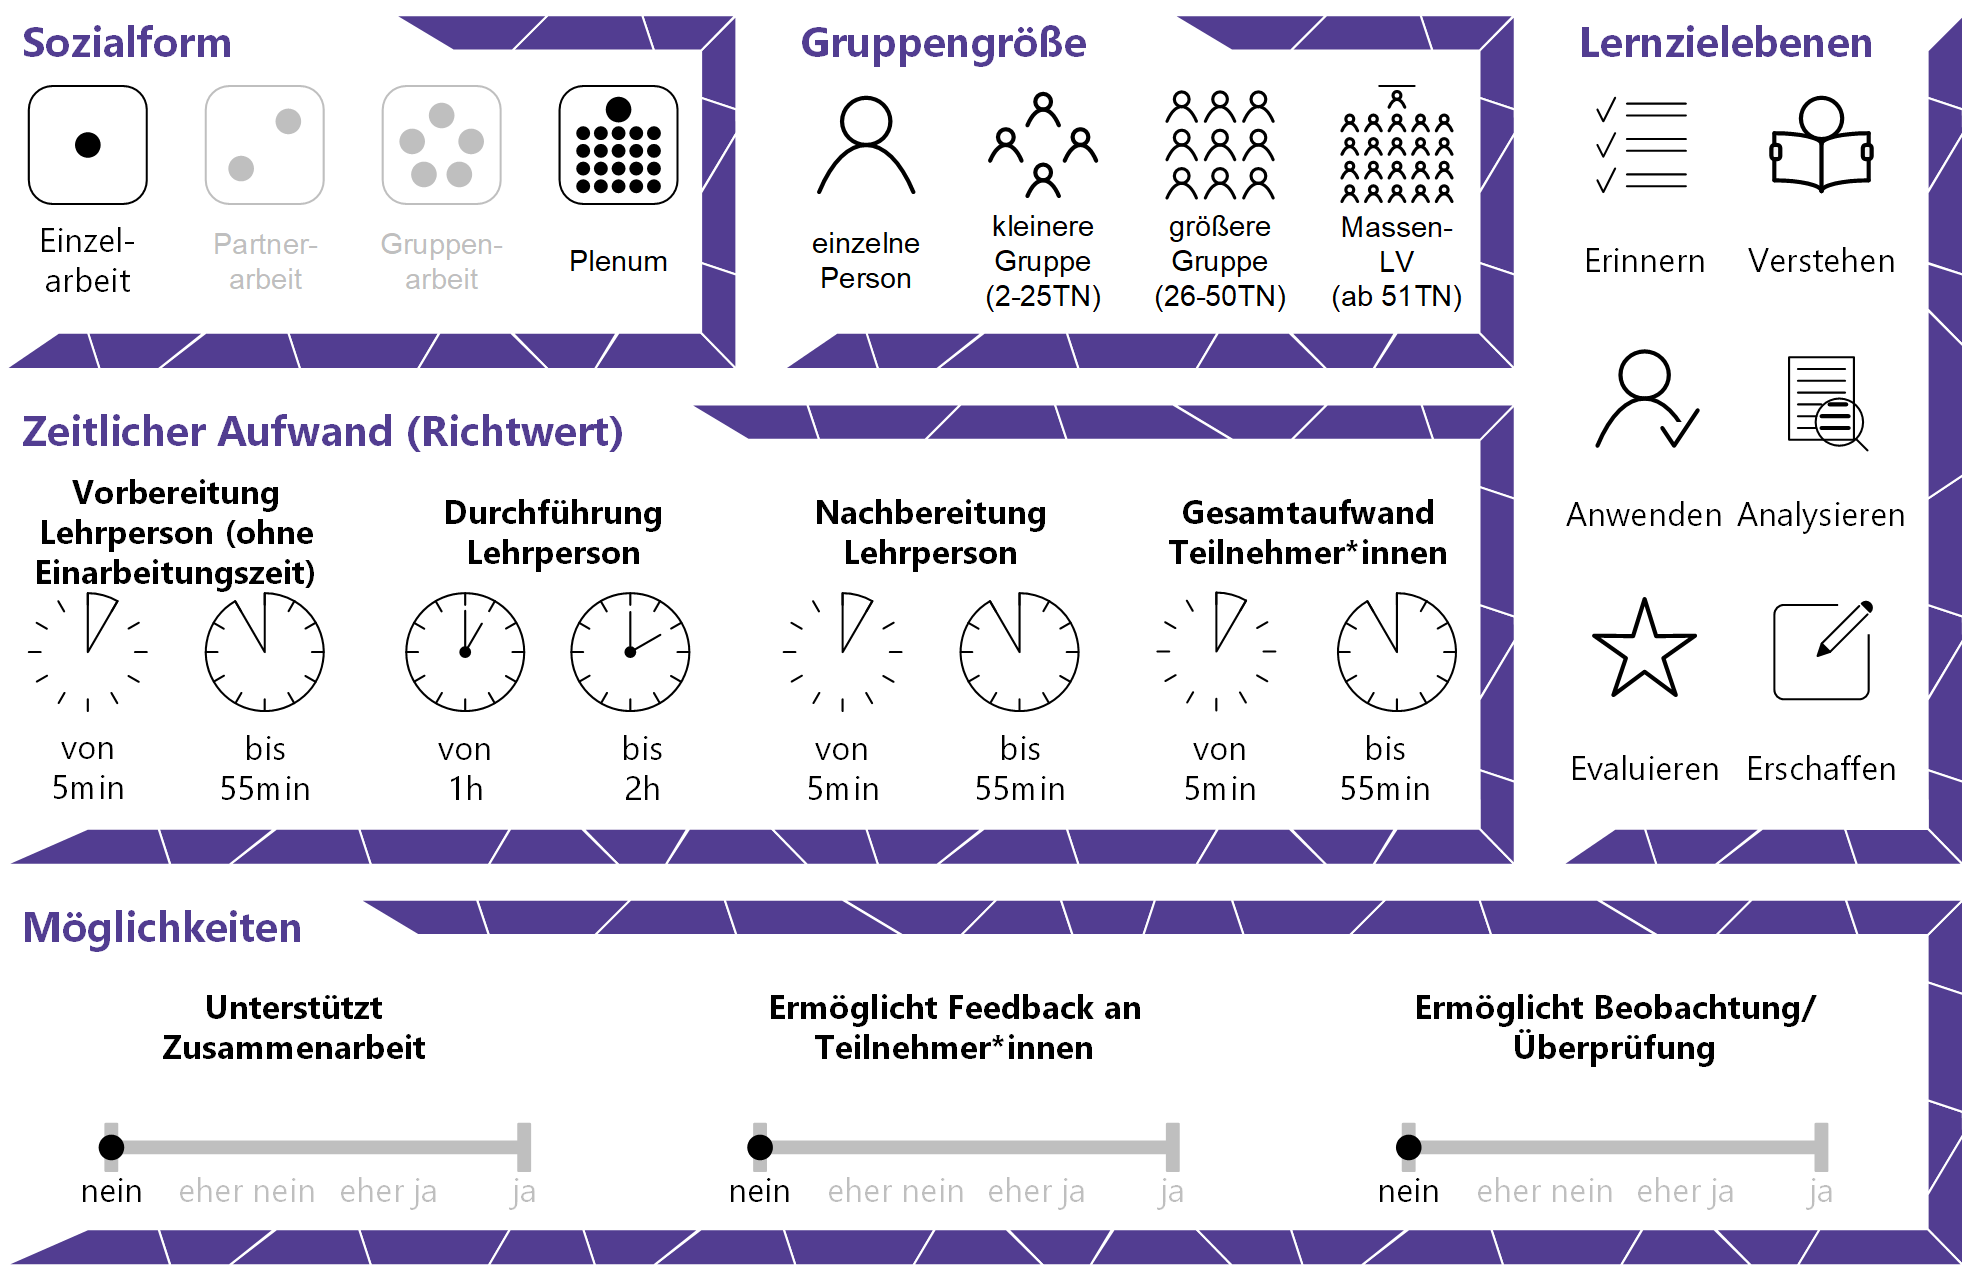 Sozialform
Einzel-
arbeit
Partner-
arbeit
Gruppen-
arbeit
Plenum
Gruppengröße
einzelne
Person
kleinere
Gruppe
(2-25TN)
größere
Gruppe
(26-50TN)
Massen-
LV
(ab 51TN)
Lernzielebenen
Erinnern
Verstehen
Anwenden
Analysieren
Evaluieren
Erschaffen
Zeitlicher Aufwand (Richtwert)
Vorbereitung
Lehrperson (ohne
Einarbeitungszeit)
von
5min
bis
55min
Durchführung
Lehrperson
von
1h
bis
2h
Nachbereitung
Lehrperson
von
5min
bis
55min
Gesamtaufwand
Teilnehmer*innen
von
5min
bis
55min
Möglichkeiten
Unterstützt
Zusammenarbeit
nein eher nein eher ja ja
Ermöglicht Feedback an
Teilnehmer*innen
nein eher nein eher ja ja
Ermöglicht Beobachtung/
Überprüfung
nein eher nein eher ja ja